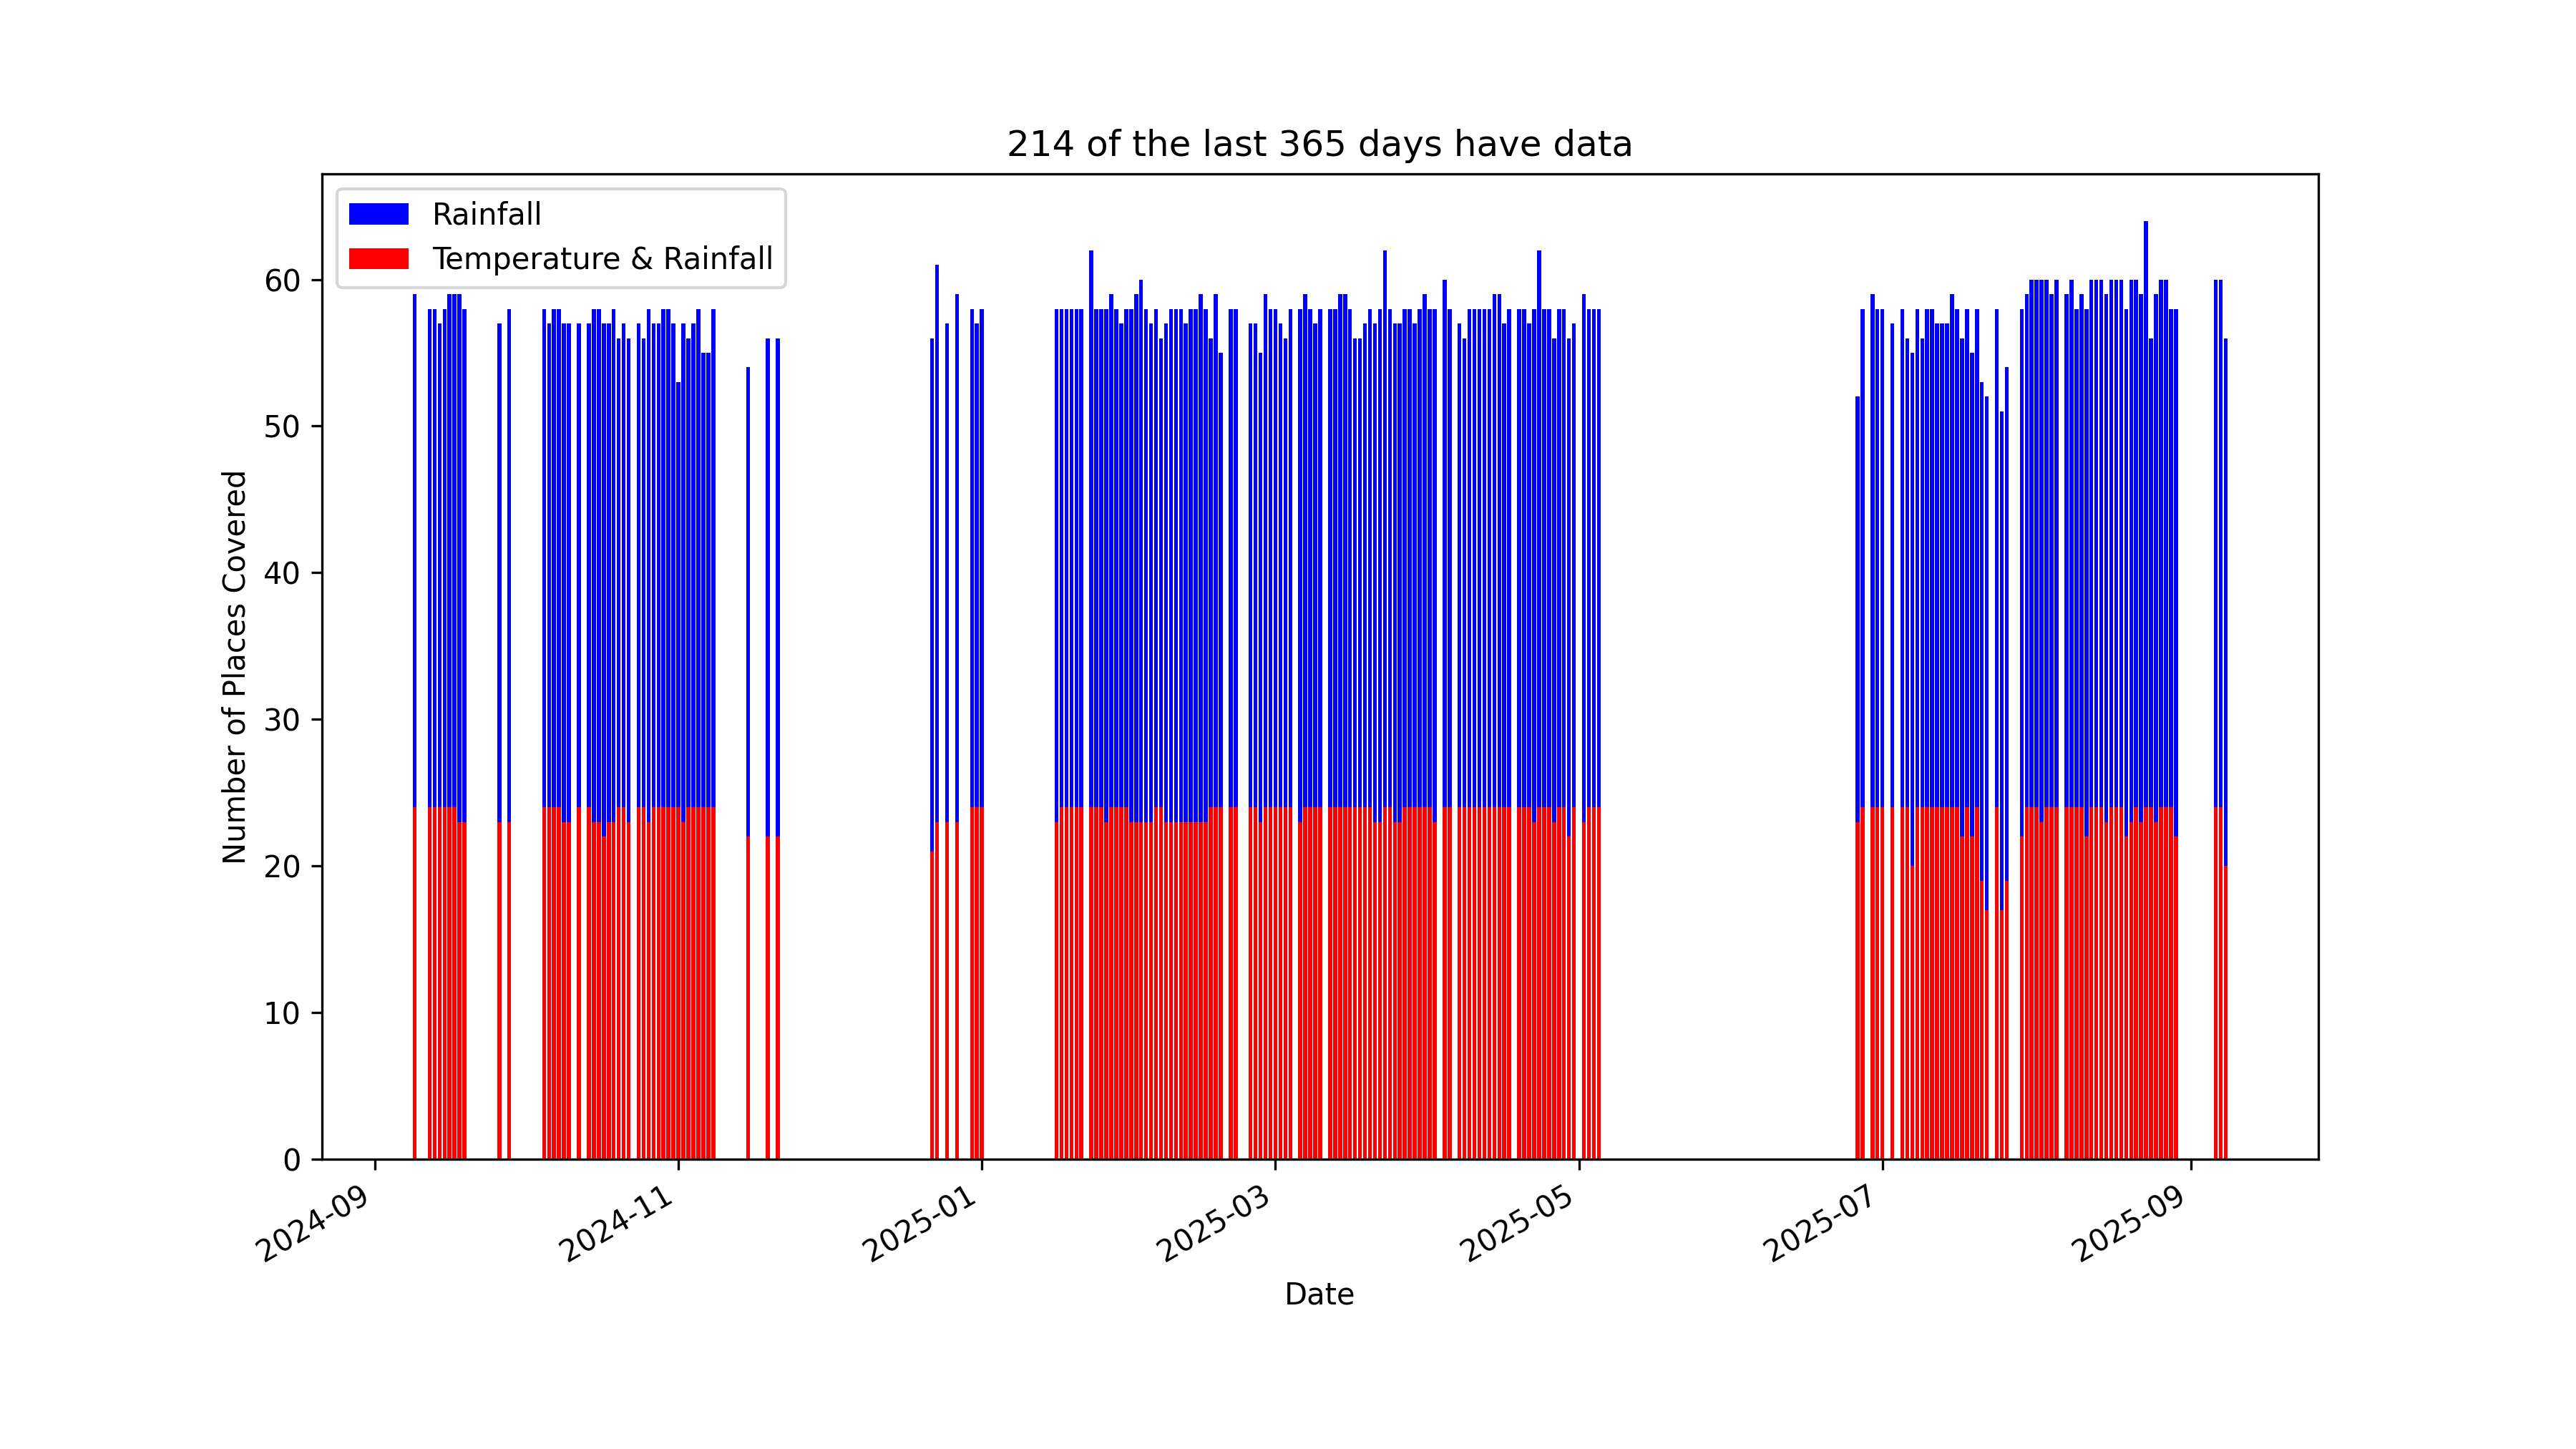 214 of the last 365 days have data
Rainfall
Temperature & Rainfall
Number of Places Covered
60
50
40
30
20
10
0
2024-09
2024-11
2025-01
2025-03
2025-05
2025-07
2025-09
Date